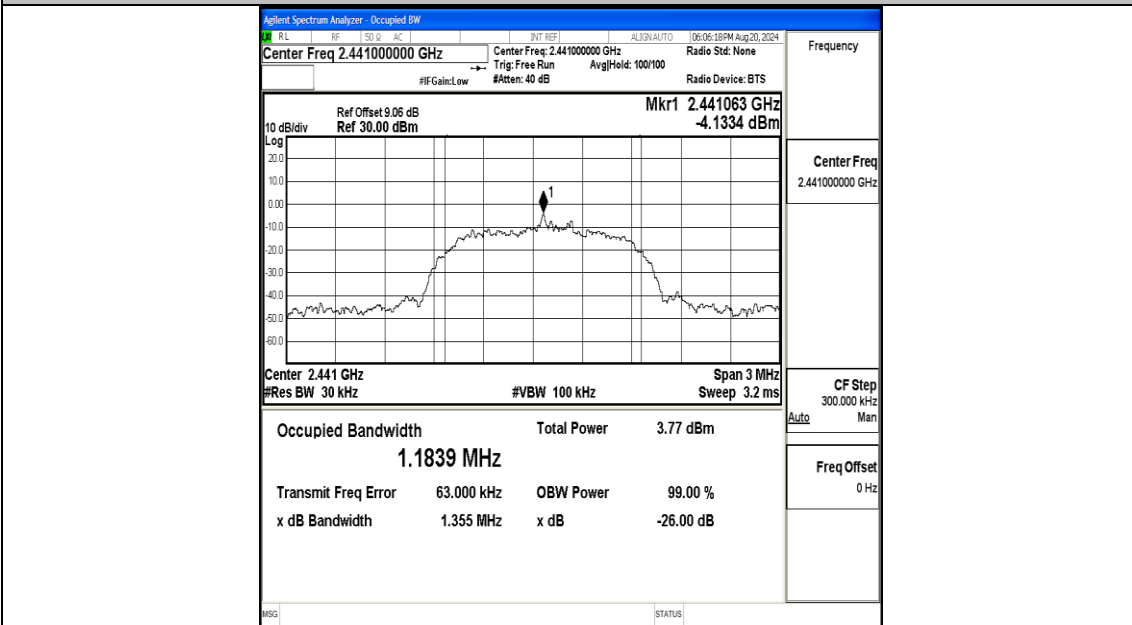 Agilent Spectrum Analyzer - Occupied BW
RL RF 50 Ω AC INT REF ALIGN AUTO 06:06:18 PM Aug 20, 2024
Center Freq 2.441000000 GHz
Center Freq: 2.441000000 GHz Radio Std: None
Trig: Free Run Avg|Hold: 100/100
#IFGain:Low #Atten: 40 dB Radio Device: BTS
Frequency
Ref Offset 9.06 dB
10 dB/div Ref 30.00 dBm
Mkr1 2.441063 GHz
-4.1334 dBm
Log
20.0
10.0
0.00
-10.0
-20.0
-30.0
-40.0
-50.0
-60.0
1
Center 2.441 GHz Span 3 MHz
#Res BW 30 kHz #VBW 100 kHz Sweep 3.2 ms
Center Freq
2.441000000 GHz
CF Step
300.000 kHz
Auto Man
Freq Offset
0 Hz
Occupied Bandwidth Total Power 3.77 dBm
1.1839 MHz
Transmit Freq Error 63.000 kHz OBW Power 99.00 %
x dB Bandwidth 1.355 MHz x dB -26.00 dB
MSG STATUS